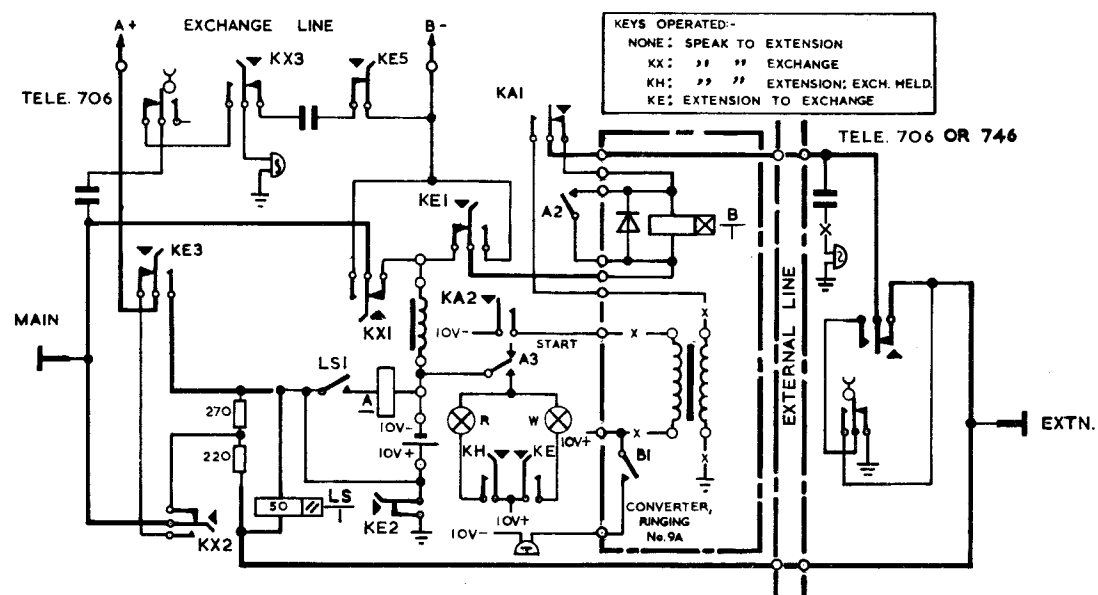 A+
EXCHANGE LINE
B-
KX3
KE5
TELE. 706
KEYS OPERATED:-
NONE: SPEAK TO EXTENSION
KX: ,, ,, EXCHANGE
KH: ,, ,, EXTENSION: EXCH. HELD.
KE: EXTENSION TO EXCHANGE
KA1
TELE. 706 OR 746
KE1
A2
B
KE3
KX1
KA2
10V-
START
x
x
x
MAIN
LS1
A3
A
10V-
10V+
R
W
10V+
x
x
EXTERNAL LINE
270
220
KH
KE
B1
EXTN.
50
LS
KE2
10V+
10V-
KX2
CONVERTER,
RINGING
No. 9A